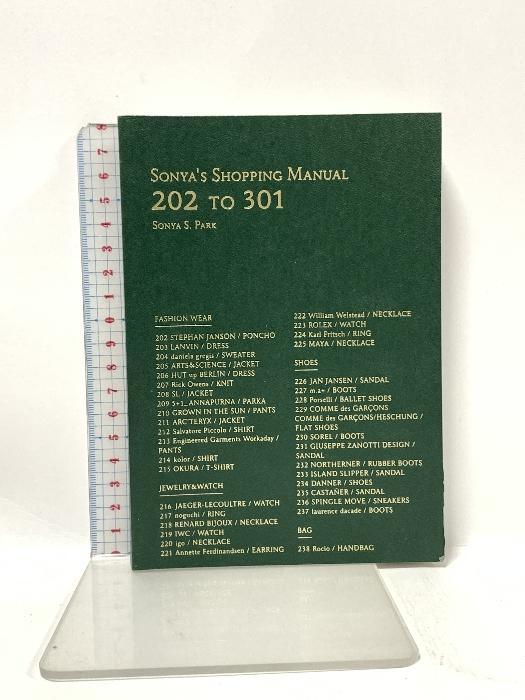 SONYA'S SHOPPING MANUAL
202 TO 301
SONYA S. PARK
FASHION WEAR
202 STEPHAN JANSON / PONCHO
203 LANVIN / DRESS
204 daniela gregis / SWEATER
205 ARTS&SCIENCE / JACKET
206 HUT up BERLIN / DRESS
207 Rick Owens / KNIT
208 SL / JACKET
209 5+1_ANNAPURNA / PARKA
210 GROWN IN THE SUN / PANTS
211 ARC'TERYX / JACKET
212 Salvatore Piccolo / SHIRT
213 Engineered Garments Workaday /
PANTS
214 kolor / SHIRT
215 OKURA / T-SHIRT
JEWELRY&WATCH
216 JAEGER-LECOULTRE / WATCH
217 noguchi / RING
218 RENARD BIJOUX / NECKLACE
219 IWC / WATCH
220 igo / NECKLACE
221 Annette Ferdinandsen / EARRING
222 William Welstead / NECKLACE
223 ROLEX / WATCH
224 Karl Fritsch / RING
225 MAYA / NECKLACE
SHOES
226 JAN JANSEN / SANDAL
227 m.a+ / BOOTS
228 Porselli / BALLET SHOES
229 COMME des GARÇONS
COMME des GARÇONS/HESCHUNG /
FLAT SHOES
230 SOREL / BOOTS
231 GIUSEPPE ZANOTTI DESIGN /
SANDAL
232 NORTHERNER / RUBBER BOOTS
233 ISLAND SLIPPER / SANDAL
234 DANNER / SHOES
235 CASTAÑER / SANDAL
236 SPINGLE MOVE / SNEAKERS
237 laurence dacade / BOOTS
BAG
238 Rocio / HANDBAG